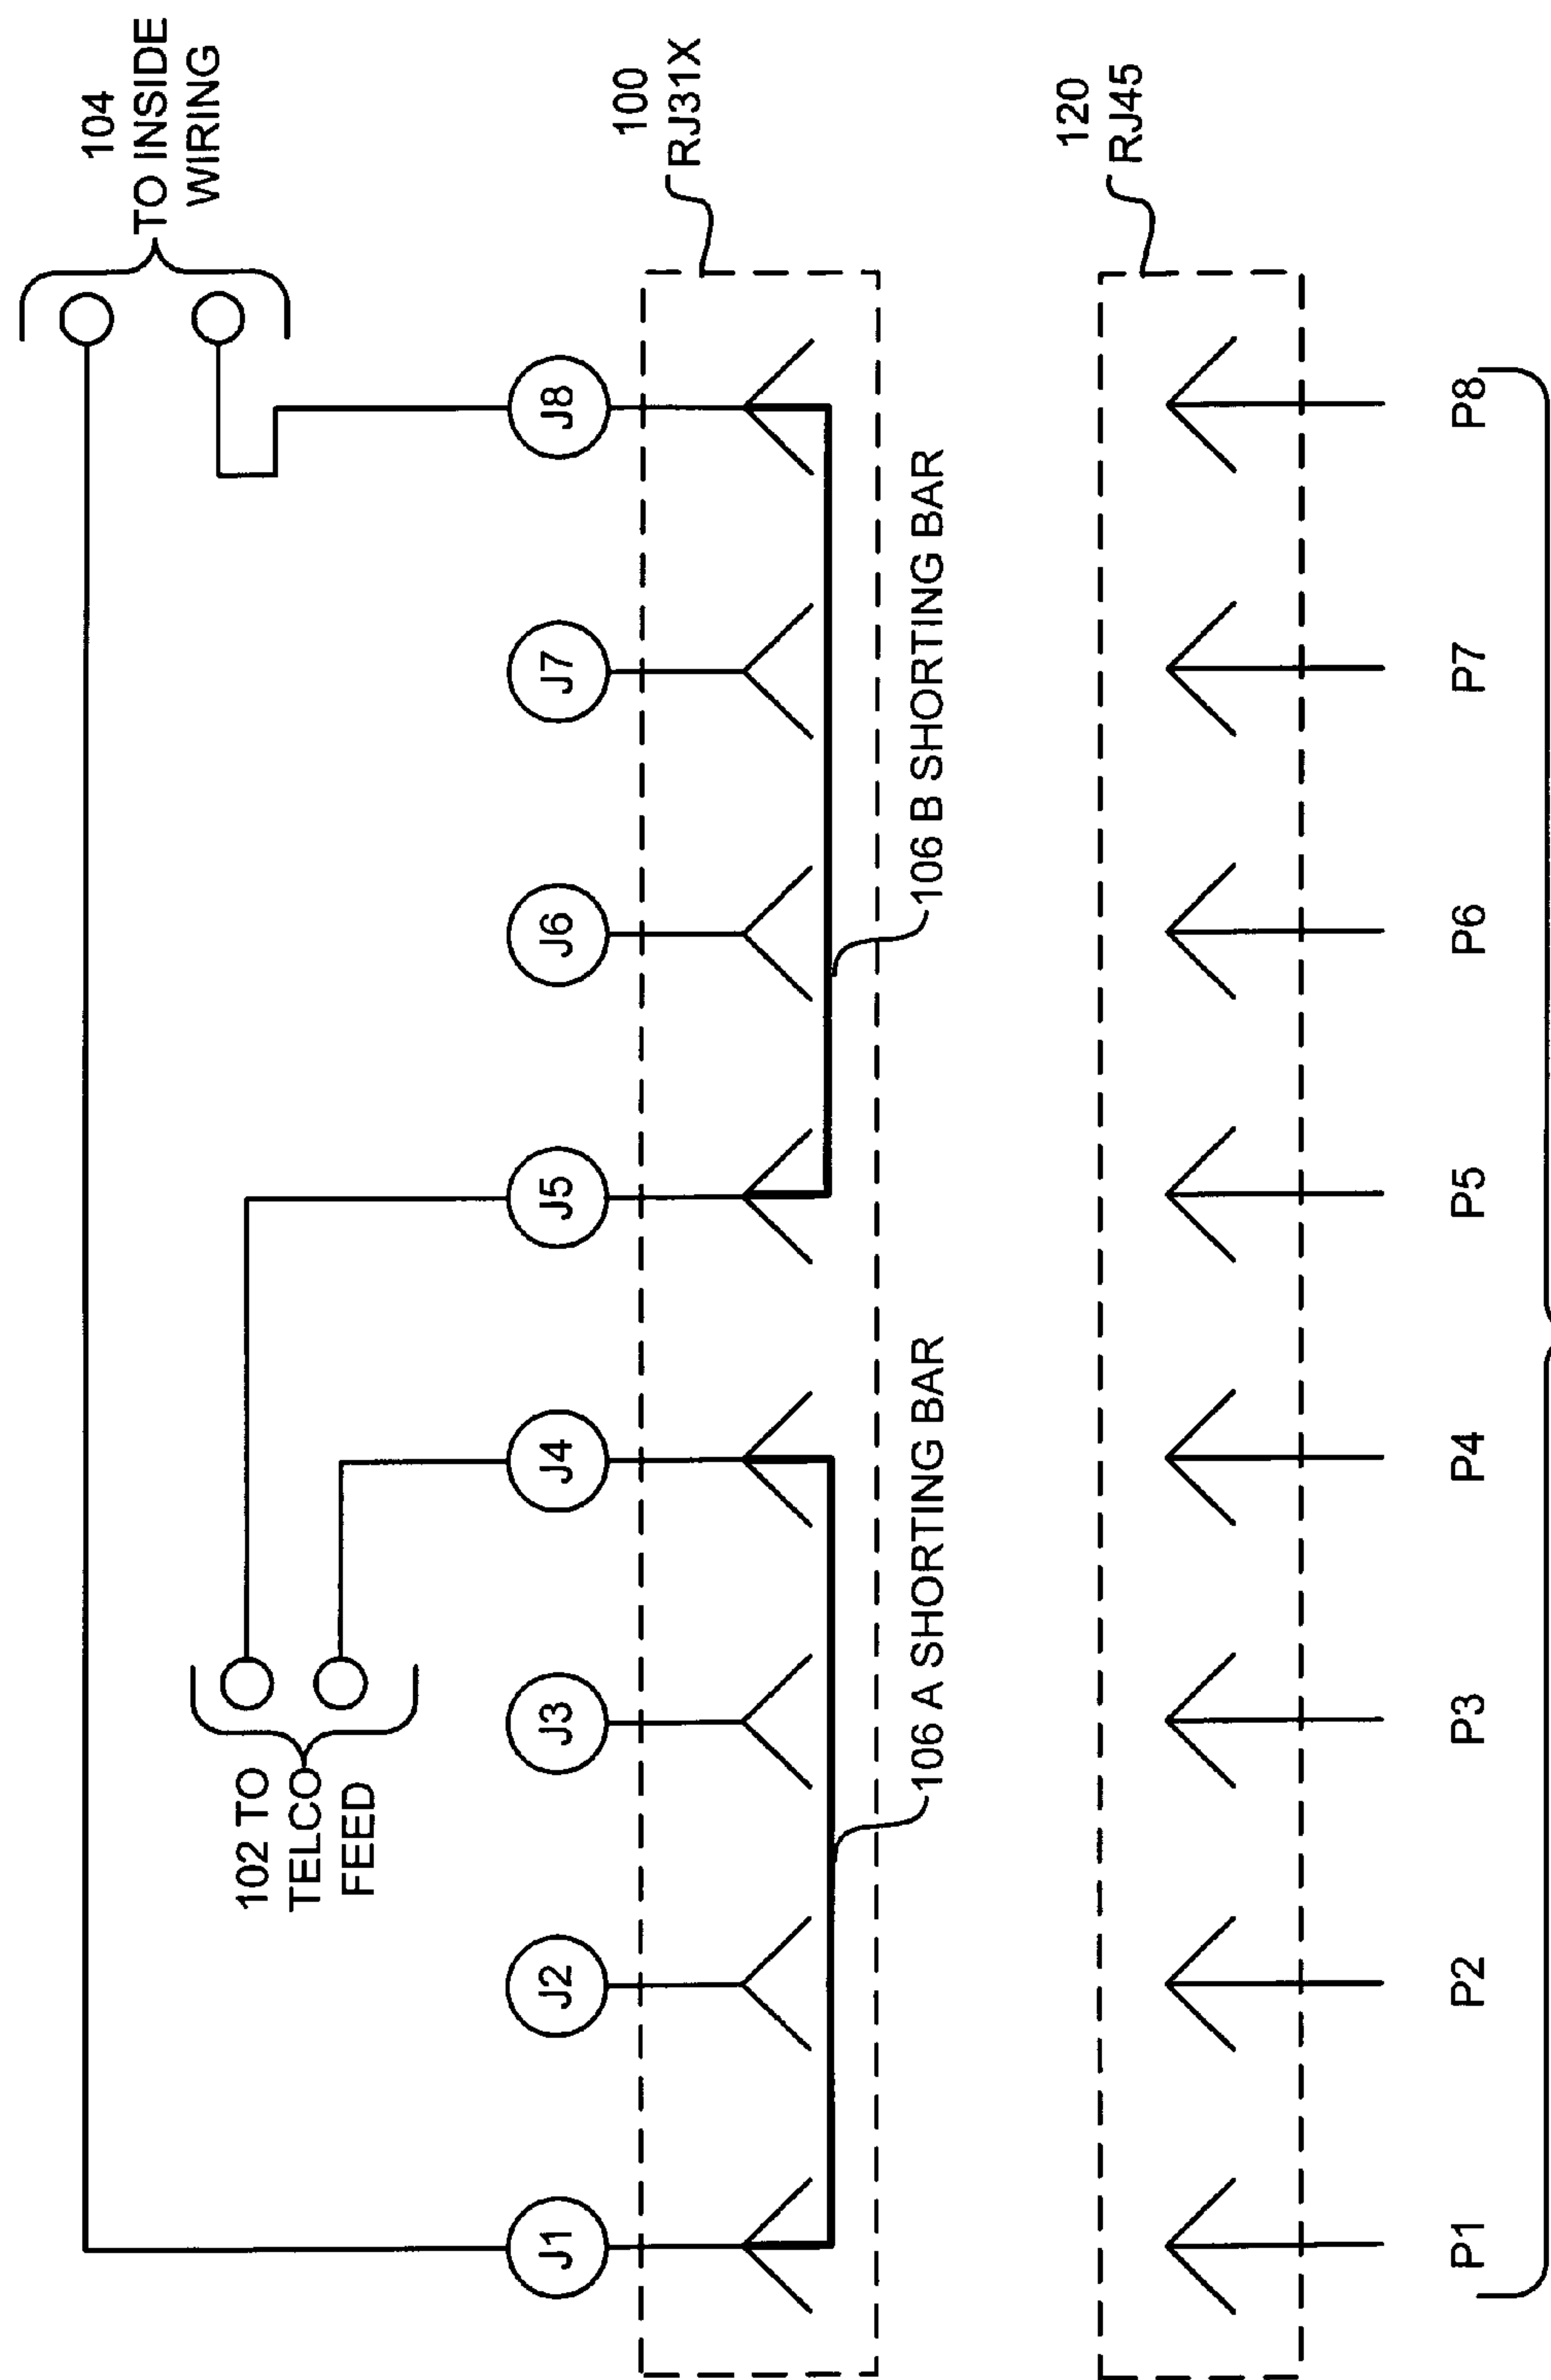 104
TO INSIDE
WIRING
102 TO
TELCO
FEED
J1
J2
J3
J4
J5
J6
J7
J8
100
RJ31X
106 A SHORTING BAR
106 B SHORTING BAR
120
RJ45
P1
P2
P3
P4
P5
P6
P7
P8